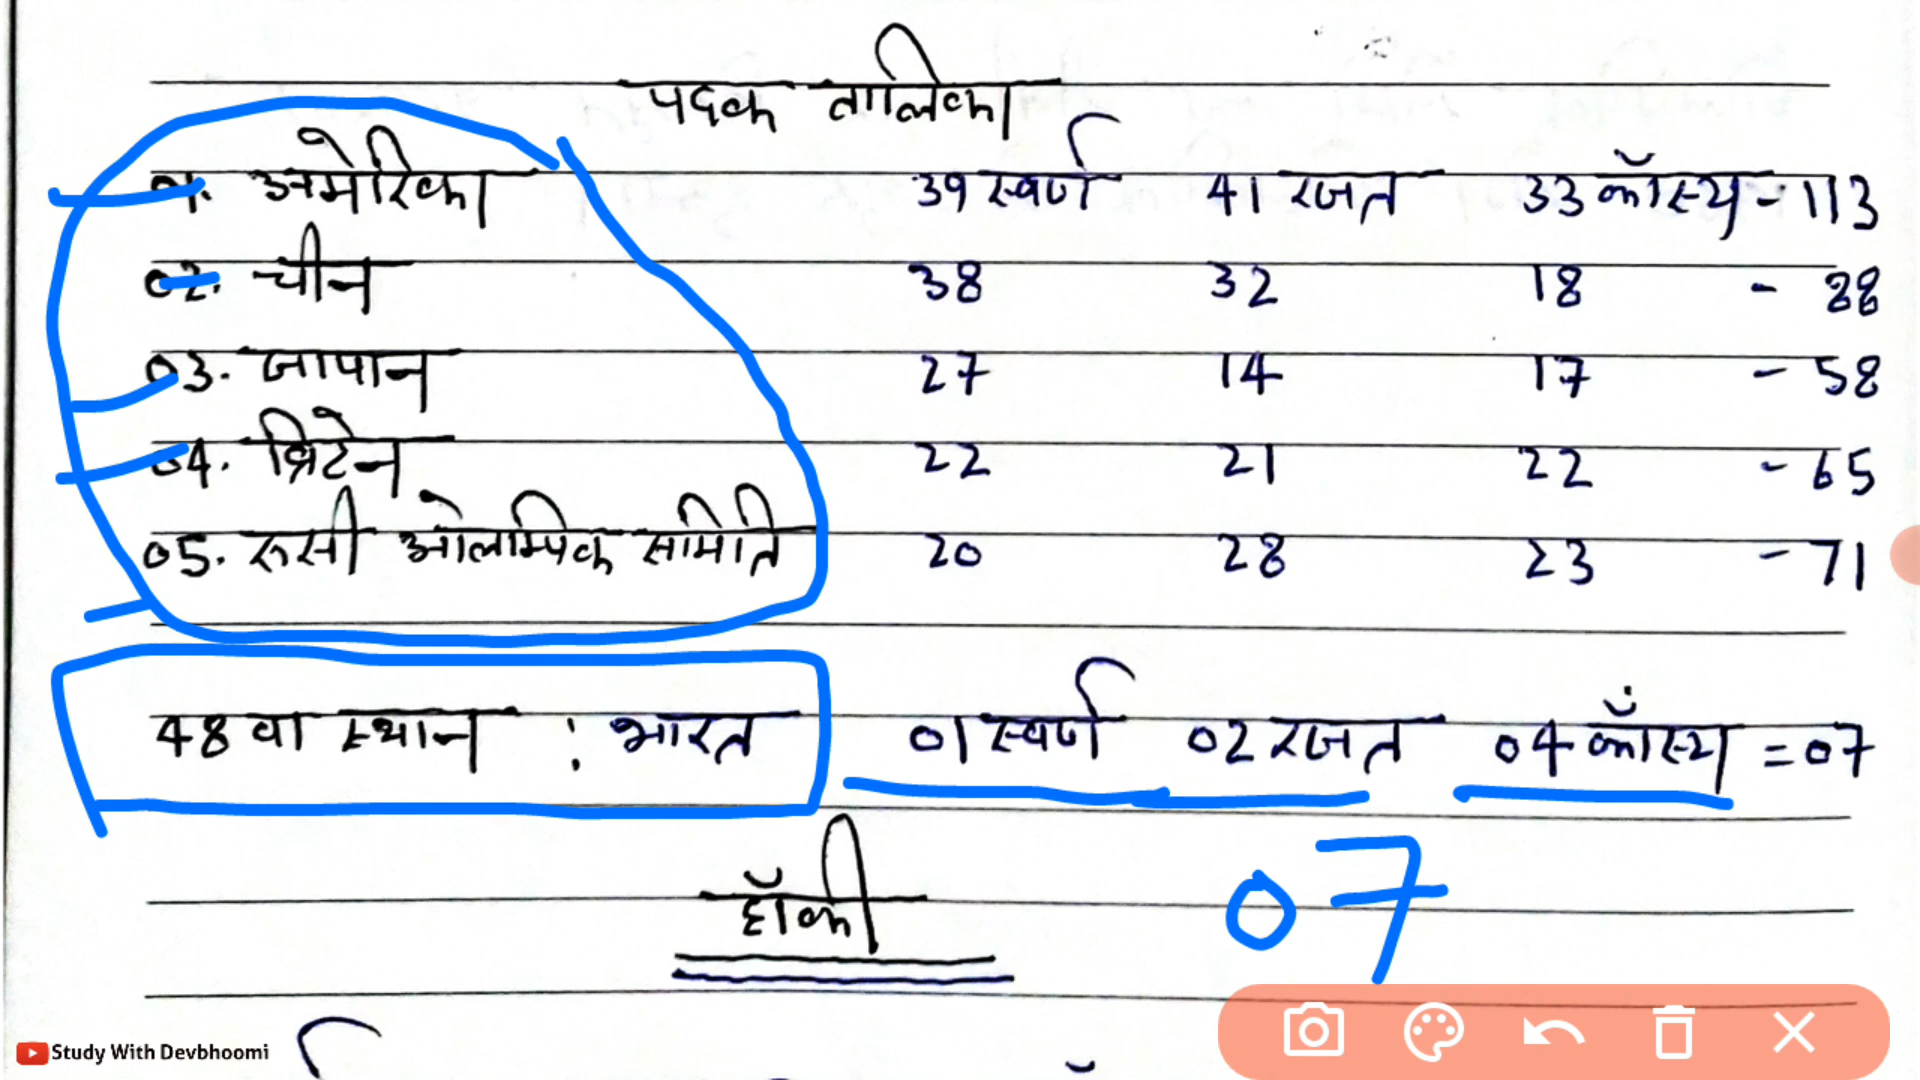 पदक तालिका
01. अमेरिका 39 स्वर्ण 41 रजत 33 काँस्य - 113
02. चीन 38 32 18 - 88
03. जापान 27 14 17 - 58
04. ब्रिटेन 22 21 22 - 65
05. रूसी ओलम्पिक समिति 20 28 23 - 71
48 वा स्थान : भारत 01 स्वर्ण 02 रजत 04 काँस्य = 07
07
हॉकी
Study With Devbhoomi